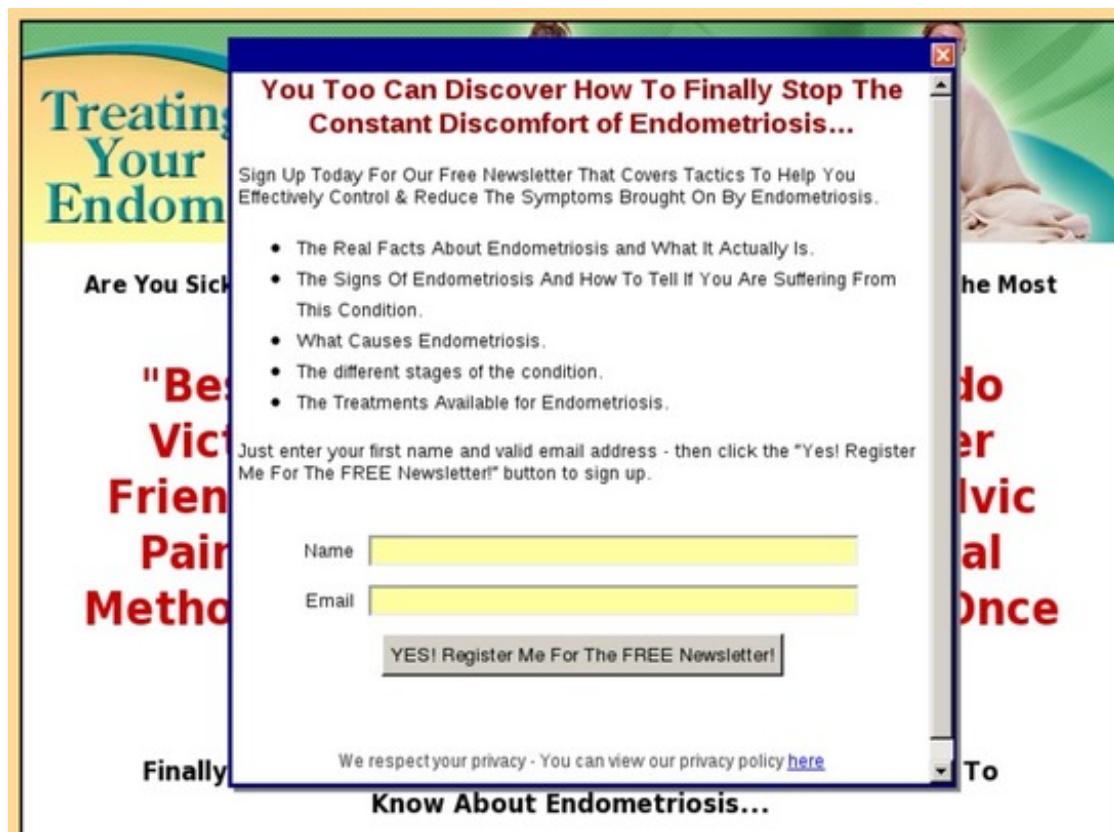 Treating
Your
Endom
You Too Can Discover How To Finally Stop The
Constant Discomfort of Endometriosis...
Sign Up Today For Our Free Newsletter That Covers Tactics To Help You
Effectively Control & Reduce The Symptoms Brought On By Endometriosis.
The Real Facts About Endometriosis and What It Actually Is.
The Signs Of Endometriosis And How To Tell If You Are Suffering From
This Condition.
What Causes Endometriosis.
The different stages of the condition.
The Treatments Available for Endometriosis.
Just enter your first name and valid email address - then click the "Yes! Register
Me For The FREE Newsletter!" button to sign up.
Name
Email
YES! Register Me For The FREE Newsletter!
We respect your privacy - You can view our privacy policy here
Are You Sick
he Most
"Be
do
Vict
er
Frien
lvic
Pain
al
Metho
Once
Finally
To
Know About Endometriosis...